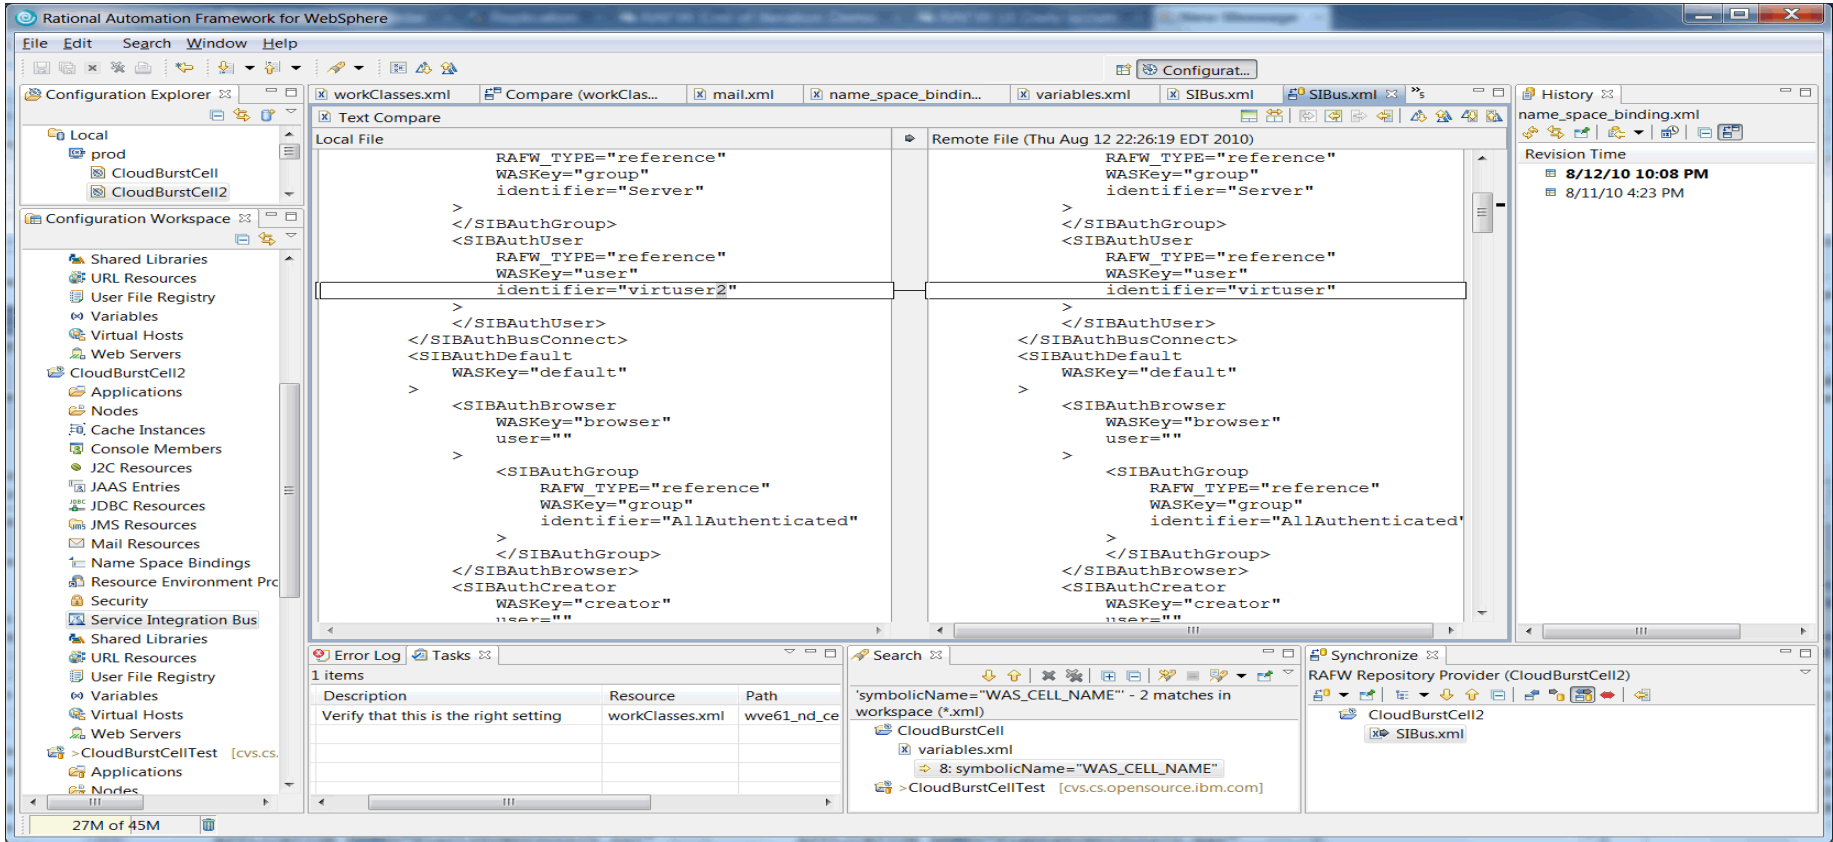 Rational Automation Framework for WebSphere
File Edit Search Window Help
Configurat...
Configuration Explorer
Local
prod
CloudBurstCell
CloudBurstCell2
Configuration Workspace
Shared Libraries
URL Resources
User File Registry
Variables
Virtual Hosts
Web Servers
CloudBurstCell2
Applications
Nodes
Cache Instances
Console Members
J2C Resources
JAAS Entries
JDBC Resources
JMS Resources
Mail Resources
Name Space Bindings
Resource Environment Prc
Security
Service Integration Bus
Shared Libraries
URL Resources
User File Registry
Variables
Virtual Hosts
Web Servers
>CloudBurstCellTest [cvs.cs.
Applications
Nodes
27M of 45M
workClasses.xml Compare (workClas... mail.xml name_space_bindin... variables.xml SIBus.xml SIBus.xml »5
Text Compare
Local File
RAFW_TYPE="reference"
WASKey="group"
identifier="Server"
>
</SIBAuthGroup>
<SIBAuthUser
RAFW_TYPE="reference"
WASKey="user"
identifier="virtuser2"
>
</SIBAuthUser>
</SIBAuthBusConnect>
<SIBAuthDefault
WASKey="default"
>
<SIBAuthBrowser
WASKey="browser"
user=""
>
<SIBAuthGroup
RAFW_TYPE="reference"
WASKey="group"
identifier="AllAuthenticated"
>
</SIBAuthGroup>
</SIBAuthBrowser>
<SIBAuthCreator
WASKey="creator"
user=""
Remote File (Thu Aug 12 22:26:19 EDT 2010)
RAFW_TYPE="reference"
WASKey="group"
identifier="Server"
>
</SIBAuthGroup>
<SIBAuthUser
RAFW_TYPE="reference"
WASKey="user"
identifier="virtuser"
>
</SIBAuthUser>
</SIBAuthBusConnect>
<SIBAuthDefault
WASKey="default"
>
<SIBAuthBrowser
WASKey="browser"
user=""
>
<SIBAuthGroup
RAFW_TYPE="reference"
WASKey="group"
identifier="AllAuthenticated'
>
</SIBAuthGroup>
</SIBAuthBrowser>
<SIBAuthCreator
WASKey="creator"
user=""
History
name_space_binding.xml
Revision Time
8/12/10 10:08 PM
8/11/10 4:23 PM
Error Log Tasks
1 items
Description Resource Path
Verify that this is the right setting workClasses.xml wve61_nd_ce
Search
'symbolicName="WAS_CELL_NAME"' - 2 matches in
workspace (*.xml)
CloudBurstCell
variables.xml
8: symbolicName="WAS_CELL_NAME"
>CloudBurstCellTest [cvs.cs.opensource.ibm.com]
Synchronize
RAFW Repository Provider (CloudBurstCell2)
CloudBurstCell2
SIBus.xml